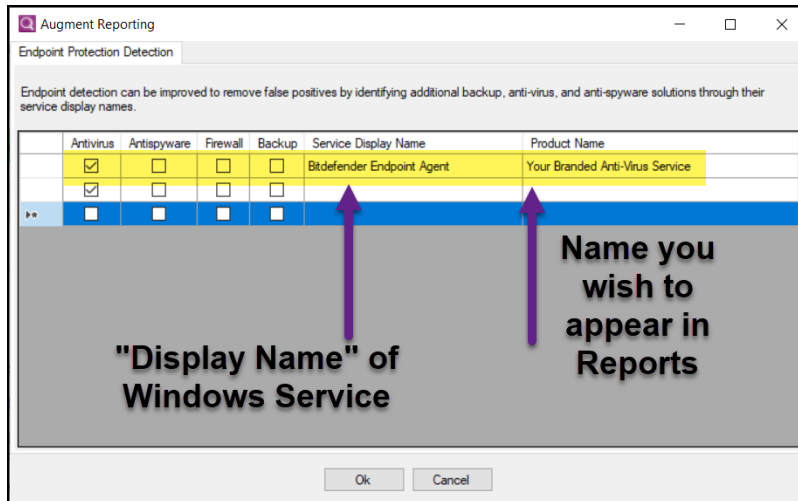 Augment Reporting
Endpoint Protection Detection
Endpoint detection can be improved to remove false positives by identifying additional backup, anti-virus, and anti-spyware solutions through their
service display names.
Antivirus Antispyware Firewall Backup Service Display Name Product Name
Bitdefender Endpoint Agent Your Branded Anti-Virus Service
"Display Name" of
Windows Service
Name you
wish to
appear in
Reports
Ok Cancel